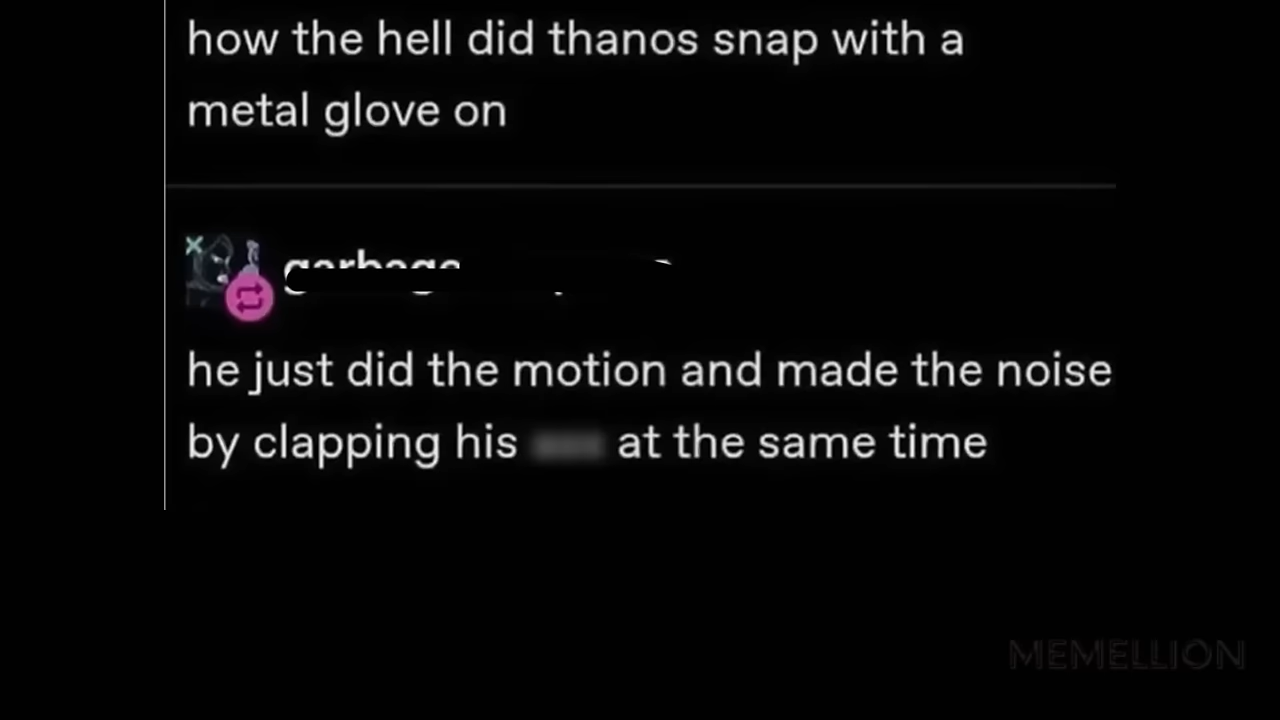 how the hell did thanos snap with a
metal glove on
he just did the motion and made the noise
by clapping his at the same time
MEMELLION